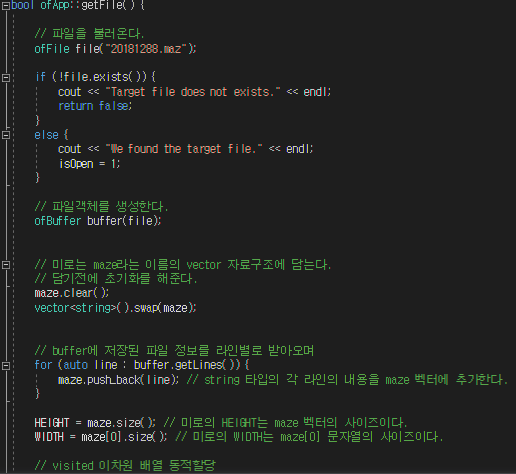 bool ofApp::getFile() {
// 파일을 불러온다.
ofFile file("20181288.maz");
if (!file.exists()) {
cout << "Target file does not exists." << endl;
return false;
}
else {
cout << "We found the target file." << endl;
isOpen = 1;
}
// 파일객체를 생성한다.
ofBuffer buffer(file);
// 미로는 maze라는 이름의 vector 자료구조에 담는다.
// 담기전에 초기화를 해준다.
maze.clear();
vector<string>().swap(maze);
// buffer에 저장된 파일 정보를 라인별로 받아오며
for (auto line : buffer.getLines()) {
maze.push_back(line); // string 타입의 각 라인의 내용을 maze 벡터에 추가한다.
}
HEIGHT = maze.size(); // 미로의 HEIGHT는 maze 벡터의 사이즈이다.
WIDTH = maze[0].size(); // 미로의 WIDTH는 maze[0] 문자열의 사이즈이다.
// visited 이차원 배열 동적할당